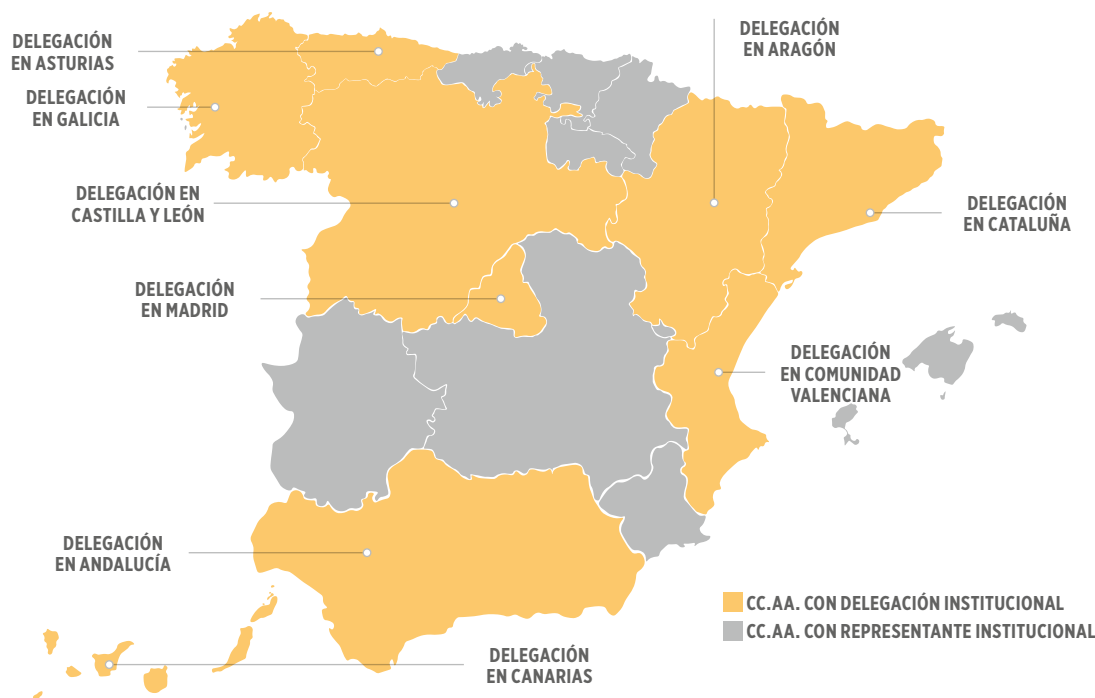 DELEGACIÓN
EN ASTURIAS
DELEGACIÓN
EN GALICIA
DELEGACIÓN EN
CASTILLA Y LEÓN
DELEGACIÓN
EN MADRID
DELEGACIÓN
EN ANDALUCÍA
DELEGACIÓN
EN CANARIAS
DELEGACIÓN
EN ARAGÓN
DELEGACIÓN
EN CATALUÑA
DELEGACIÓN
EN COMUNIDAD
VALENCIANA
CC.AA. CON DELEGACIÓN INSTITUCIONAL
CC.AA. CON REPRESENTANTE INSTITUCIONAL